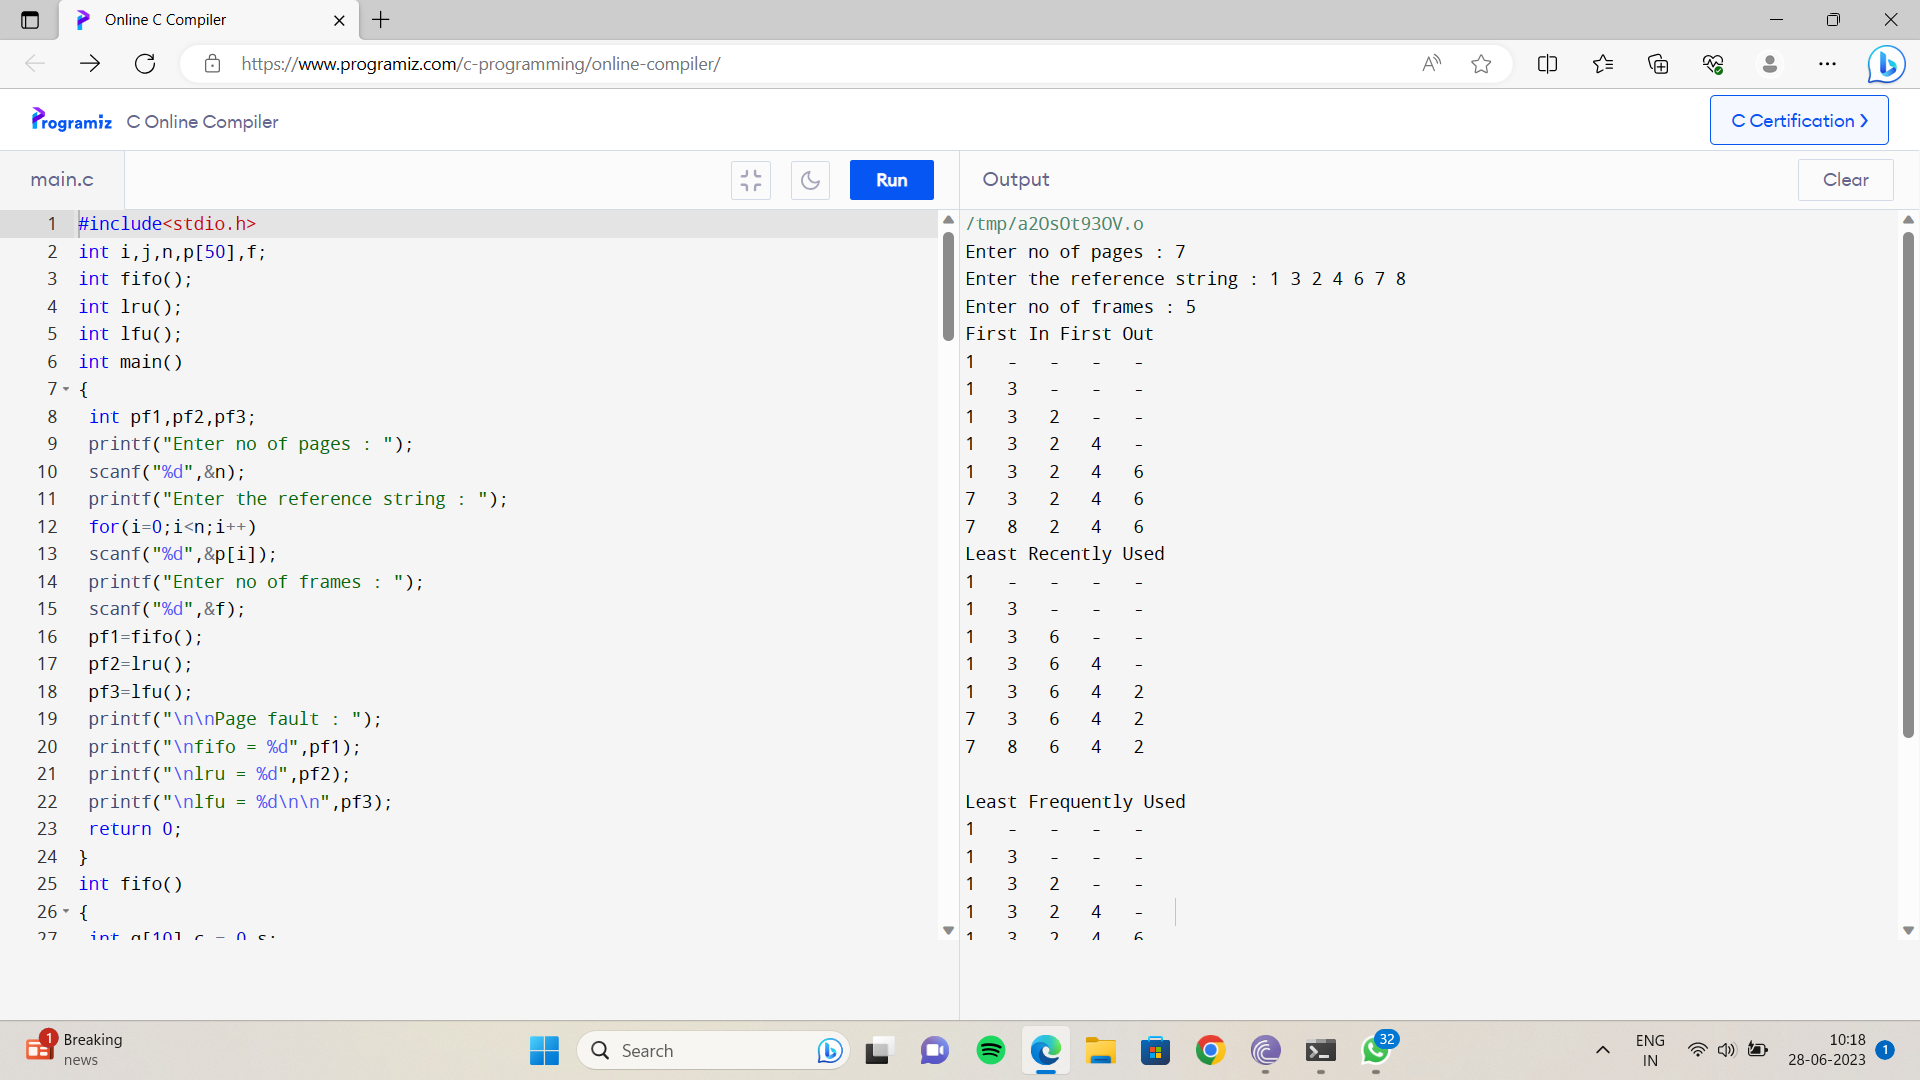 Online C Compiler
https://www.programiz.com/c-programming/online-compiler/
Programiz C Online Compiler
C Certification >
main.c
Run
1 #include<stdio.h>
2 int i,j,n,p[50],f;
3 int fifo();
4 int lru();
5 int lfu();
6 int main()
7 {
8 int pf1,pf2,pf3;
9 printf("Enter no of pages : ");
10 scanf("%d",&n);
11 printf("Enter the reference string : ");
12 for(i=0;i<n;i++)
13 scanf("%d",&p[i]);
14 printf("Enter no of frames : ");
15 scanf("%d",&f);
16 pf1=fifo();
17 pf2=lru();
18 pf3=lfu();
19 printf("\n\nPage fault : ");
20 printf("\nfifo = %d",pf1);
21 printf("\nlru = %d",pf2);
22 printf("\nlfu = %d\n\n",pf3);
23 return 0;
24 }
25 int fifo()
26 {
27 int q[10],c = 0,s;
Output
Clear
/tmp/a2OsOt93OV.o
Enter no of pages : 7
Enter the reference string : 1 3 2 4 6 7 8
Enter no of frames : 5
First In First Out
1 - - - -
1 3 - - -
1 3 2 - -
1 3 2 4 -
1 3 2 4 6
7 3 2 4 6
7 8 2 4 6
Least Recently Used
1 - - - -
1 3 - - -
1 3 6 - -
1 3 6 4 -
1 3 6 4 2
7 3 6 4 2
7 8 6 4 2
Least Frequently Used
1 - - - -
1 3 - - -
1 3 2 - -
1 3 2 4 -
1 3 2 4 6
1
Breaking
news
Search
32
ENG
IN
10:18
28-06-2023
1